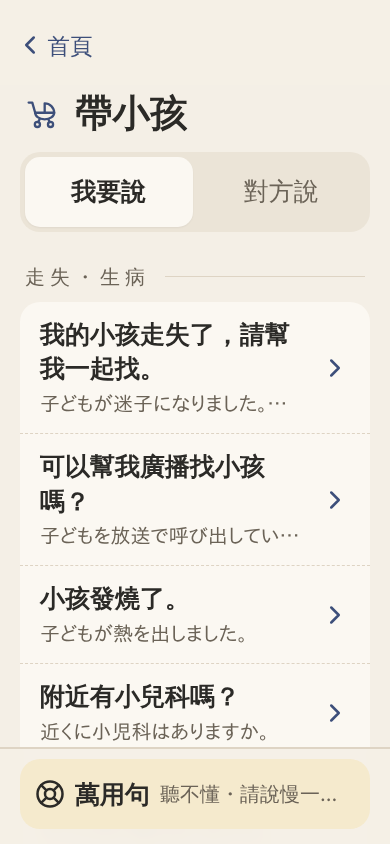 首頁
帶小孩
我要說
對方說
走失・生病
我的小孩走失了，請幫
我一起找。
子どもが迷子になりました。…
可以幫我廣播找小孩
嗎？
子どもを放送で呼び出してい…
小孩發燒了。
子どもが熱を出しました。
附近有小兒科嗎？
近くに小児科はありますか。
萬用句 聽不懂・請說慢一…